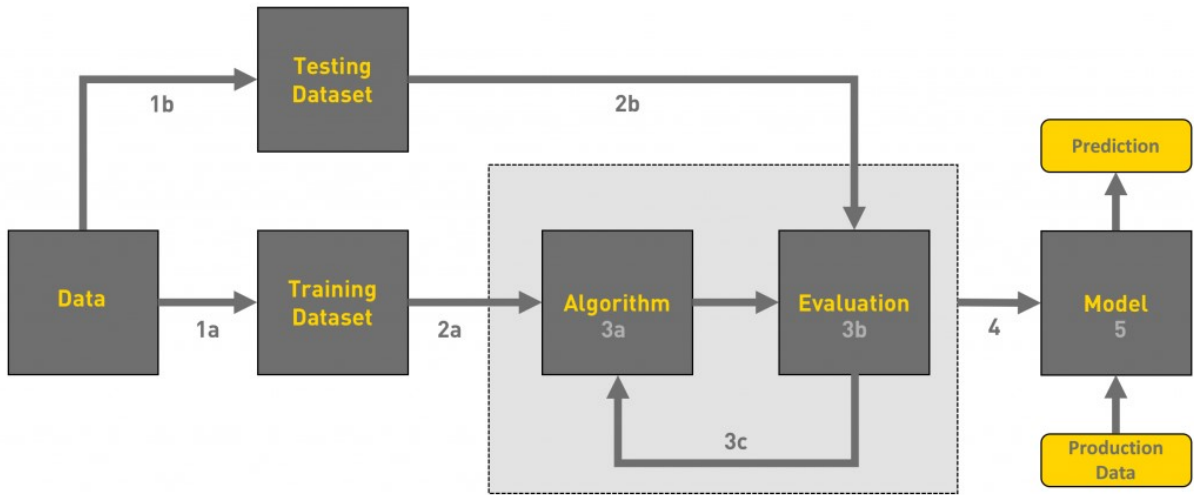 Testing
Dataset
1b
2b
Prediction
Data
Training
Dataset
Algorithm
3a
Evaluation
3b
Model
5
1a
2a
4
3c
Production
Data